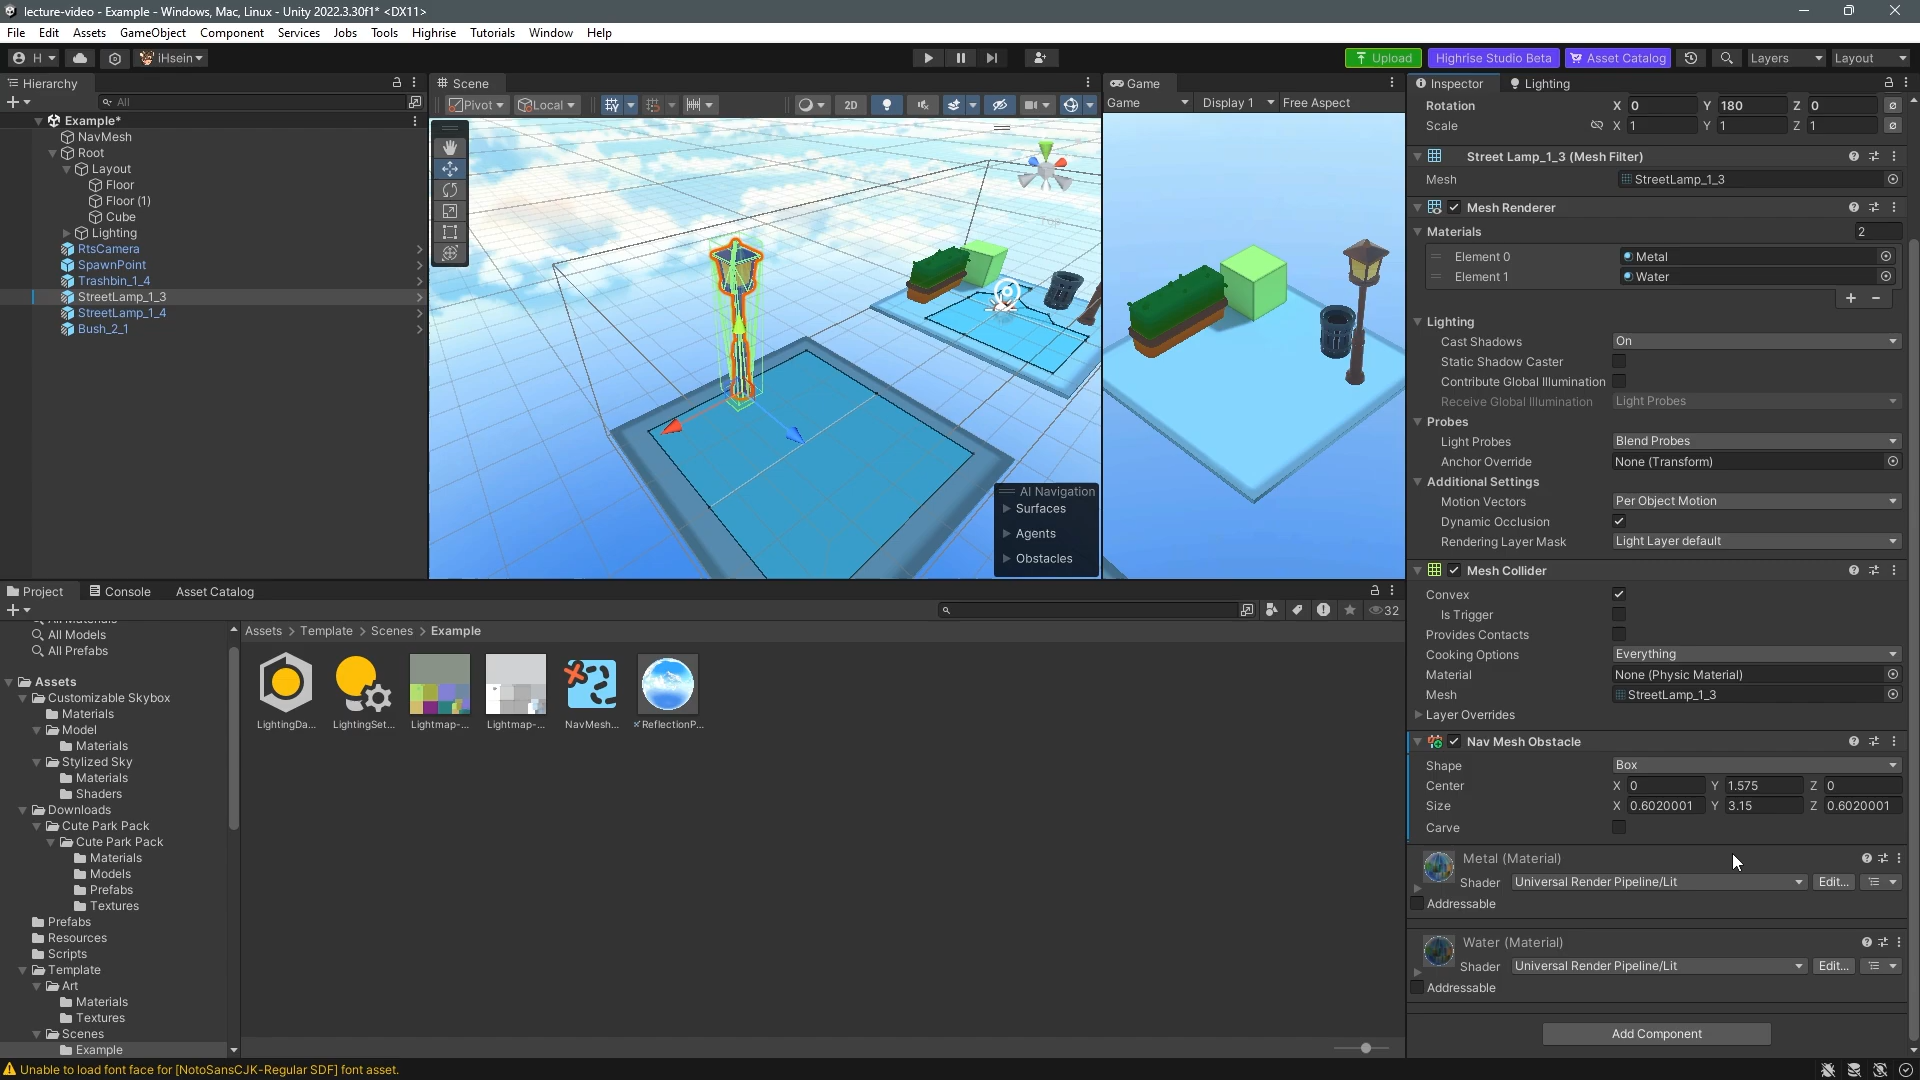 lecture-video - Example - Windows, Mac, Linux - Unity 2022.3.30f1* <DX11>
File Edit Assets GameObject Component Services Jobs Tools Highrise Tutorials Window Help
H iHsein Upload Highrise Studio Beta Asset Catalog Layers Layout
Hierarchy
All
Example*
NavMesh
Root
Layout
Floor
Floor (1)
Cube
Lighting
RtsCamera
SpawnPoint
Trashbin_1_4
StreetLamp_1_3
StreetLamp_1_4
Bush_2_1
Scene
Pivot Local 2D
Top
AI Navigation
Surfaces
Agents
Obstacles
Game
Game Display 1 Free Aspect
Project Console Asset Catalog
32
All Models
All Prefabs
Assets
Customizable Skybox
Materials
Model
Materials
Stylized Sky
Materials
Shaders
Downloads
Cute Park Pack
Cute Park Pack
Materials
Models
Prefabs
Textures
Prefabs
Resources
Scripts
Template
Art
Materials
Textures
Scenes
Example
Assets > Template > Scenes > Example
LightingDa... LightingSet... Lightmap-... Lightmap-... NavMesh... ReflectionP...
Inspector Lighting
Rotation X 0 Y 180 Z 0
Scale X 1 Y 1 Z 1
Street Lamp_1_3 (Mesh Filter)
Mesh StreetLamp_1_3
Mesh Renderer
Materials 2
Element 0 Metal
Element 1 Water
Lighting
Cast Shadows On
Static Shadow Caster
Contribute Global Illumination
Receive Global Illumination Light Probes
Probes
Light Probes Blend Probes
Anchor Override None (Transform)
Additional Settings
Motion Vectors Per Object Motion
Dynamic Occlusion
Rendering Layer Mask Light Layer default
Mesh Collider
Convex
Is Trigger
Provides Contacts
Cooking Options Everything
Material None (Physic Material)
Mesh StreetLamp_1_3
Layer Overrides
Nav Mesh Obstacle
Shape Box
Center X 0 Y 1.575 Z 0
Size X 0.6020001 Y 3.15 Z 0.6020001
Carve
Metal (Material)
Shader Universal Render Pipeline/Lit Edit...
Addressable
Water (Material)
Shader Universal Render Pipeline/Lit Edit...
Addressable
Add Component
Unable to load font face for [NotoSansCJK-Regular SDF] font asset.